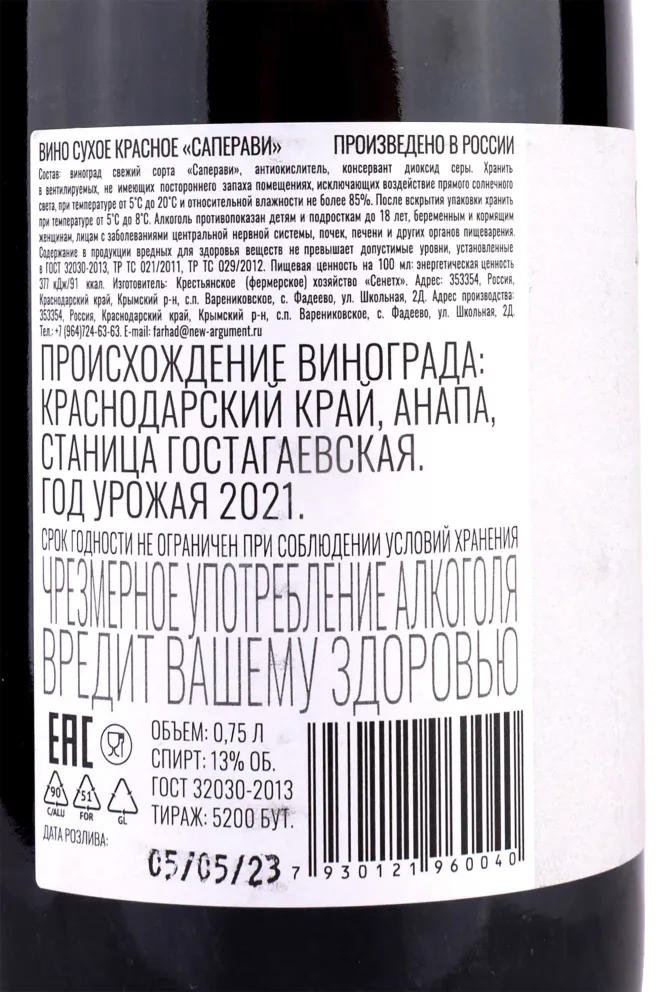 ВИНО СУХОЕ КРАСНОЕ «САПЕРАВИ» ПРОИЗВЕДЕНО В РОССИИ
Состав: виноград свежий сорта «Саперави», антиокислитель, консервант диоксид серы. Хранить
в вентилируемых, не имеющих постороннего запаха помещениях, исключающих воздействие прямого солнечного
света, при температуре от 5°С до 20°С и относительной влажности не более 85%. После вскрытия упаковки хранить
при температуре от 5°С до 8°С. Алкоголь противопоказан детям и подросткам до 18 лет, беременным и кормящим
женщинам, лицам с заболеваниями центральной нервной системы, почек, печени и других органов пищеварения.
Содержание в продукции вредных для здоровья веществ не превышает допустимые уровни, установленные
в ГОСТ 32030-2013, ТР ТС 021/2011, ТР ТС 029/2012. Пищевая ценность на 100 мл: энергетическая ценность
377 кДж/91 ккал. Изготовитель: Крестьянское (фермерское) хозяйство «Сенетх». Адрес: 353354, Россия,
Краснодарский край, Крымский р-н, с.п. Варениковское, с. Фадеево, ул. Школьная, 2Д. Адрес производства:
353354, Россия, Краснодарский край, Крымский р-н, с.п. Варениковское, с. Фадеево, ул. Школьная, 2Д.
Тел.: +7 (964)724-63-63. E-mail: farhad@new-argument.ru
ПРОИСХОЖДЕНИЕ ВИНОГРАДА:
КРАСНОДАРСКИЙ КРАЙ, АНАПА,
СТАНИЦА ГОСТАГАЕВСКАЯ.
ГОД УРОЖАЯ 2021.
СРОК ГОДНОСТИ НЕ ОГРАНИЧЕН ПРИ СОБЛЮДЕНИИ УСЛОВИЙ ХРАНЕНИЯ
ЧРЕЗМЕРНОЕ УПОТРЕБЛЕНИЕ АЛКОГОЛЯ
ВРЕДИТ ВАШЕМУ ЗДОРОВЬЮ
EAC
ОБЪЕМ: 0,75 Л
СПИРТ: 13% ОБ.
ГОСТ 32030-2013
ТИРАЖ: 5200 БУТ.
90 51
C/ALU FOR GL
ДАТА РОЗЛИВА:
05/05/23
7 930121 960040